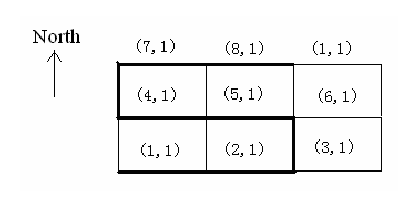 North
(7, 1) (8, 1) (1, 1)
(4, 1) (5, 1) (6, 1)
(1, 1) (2, 1) (3, 1)